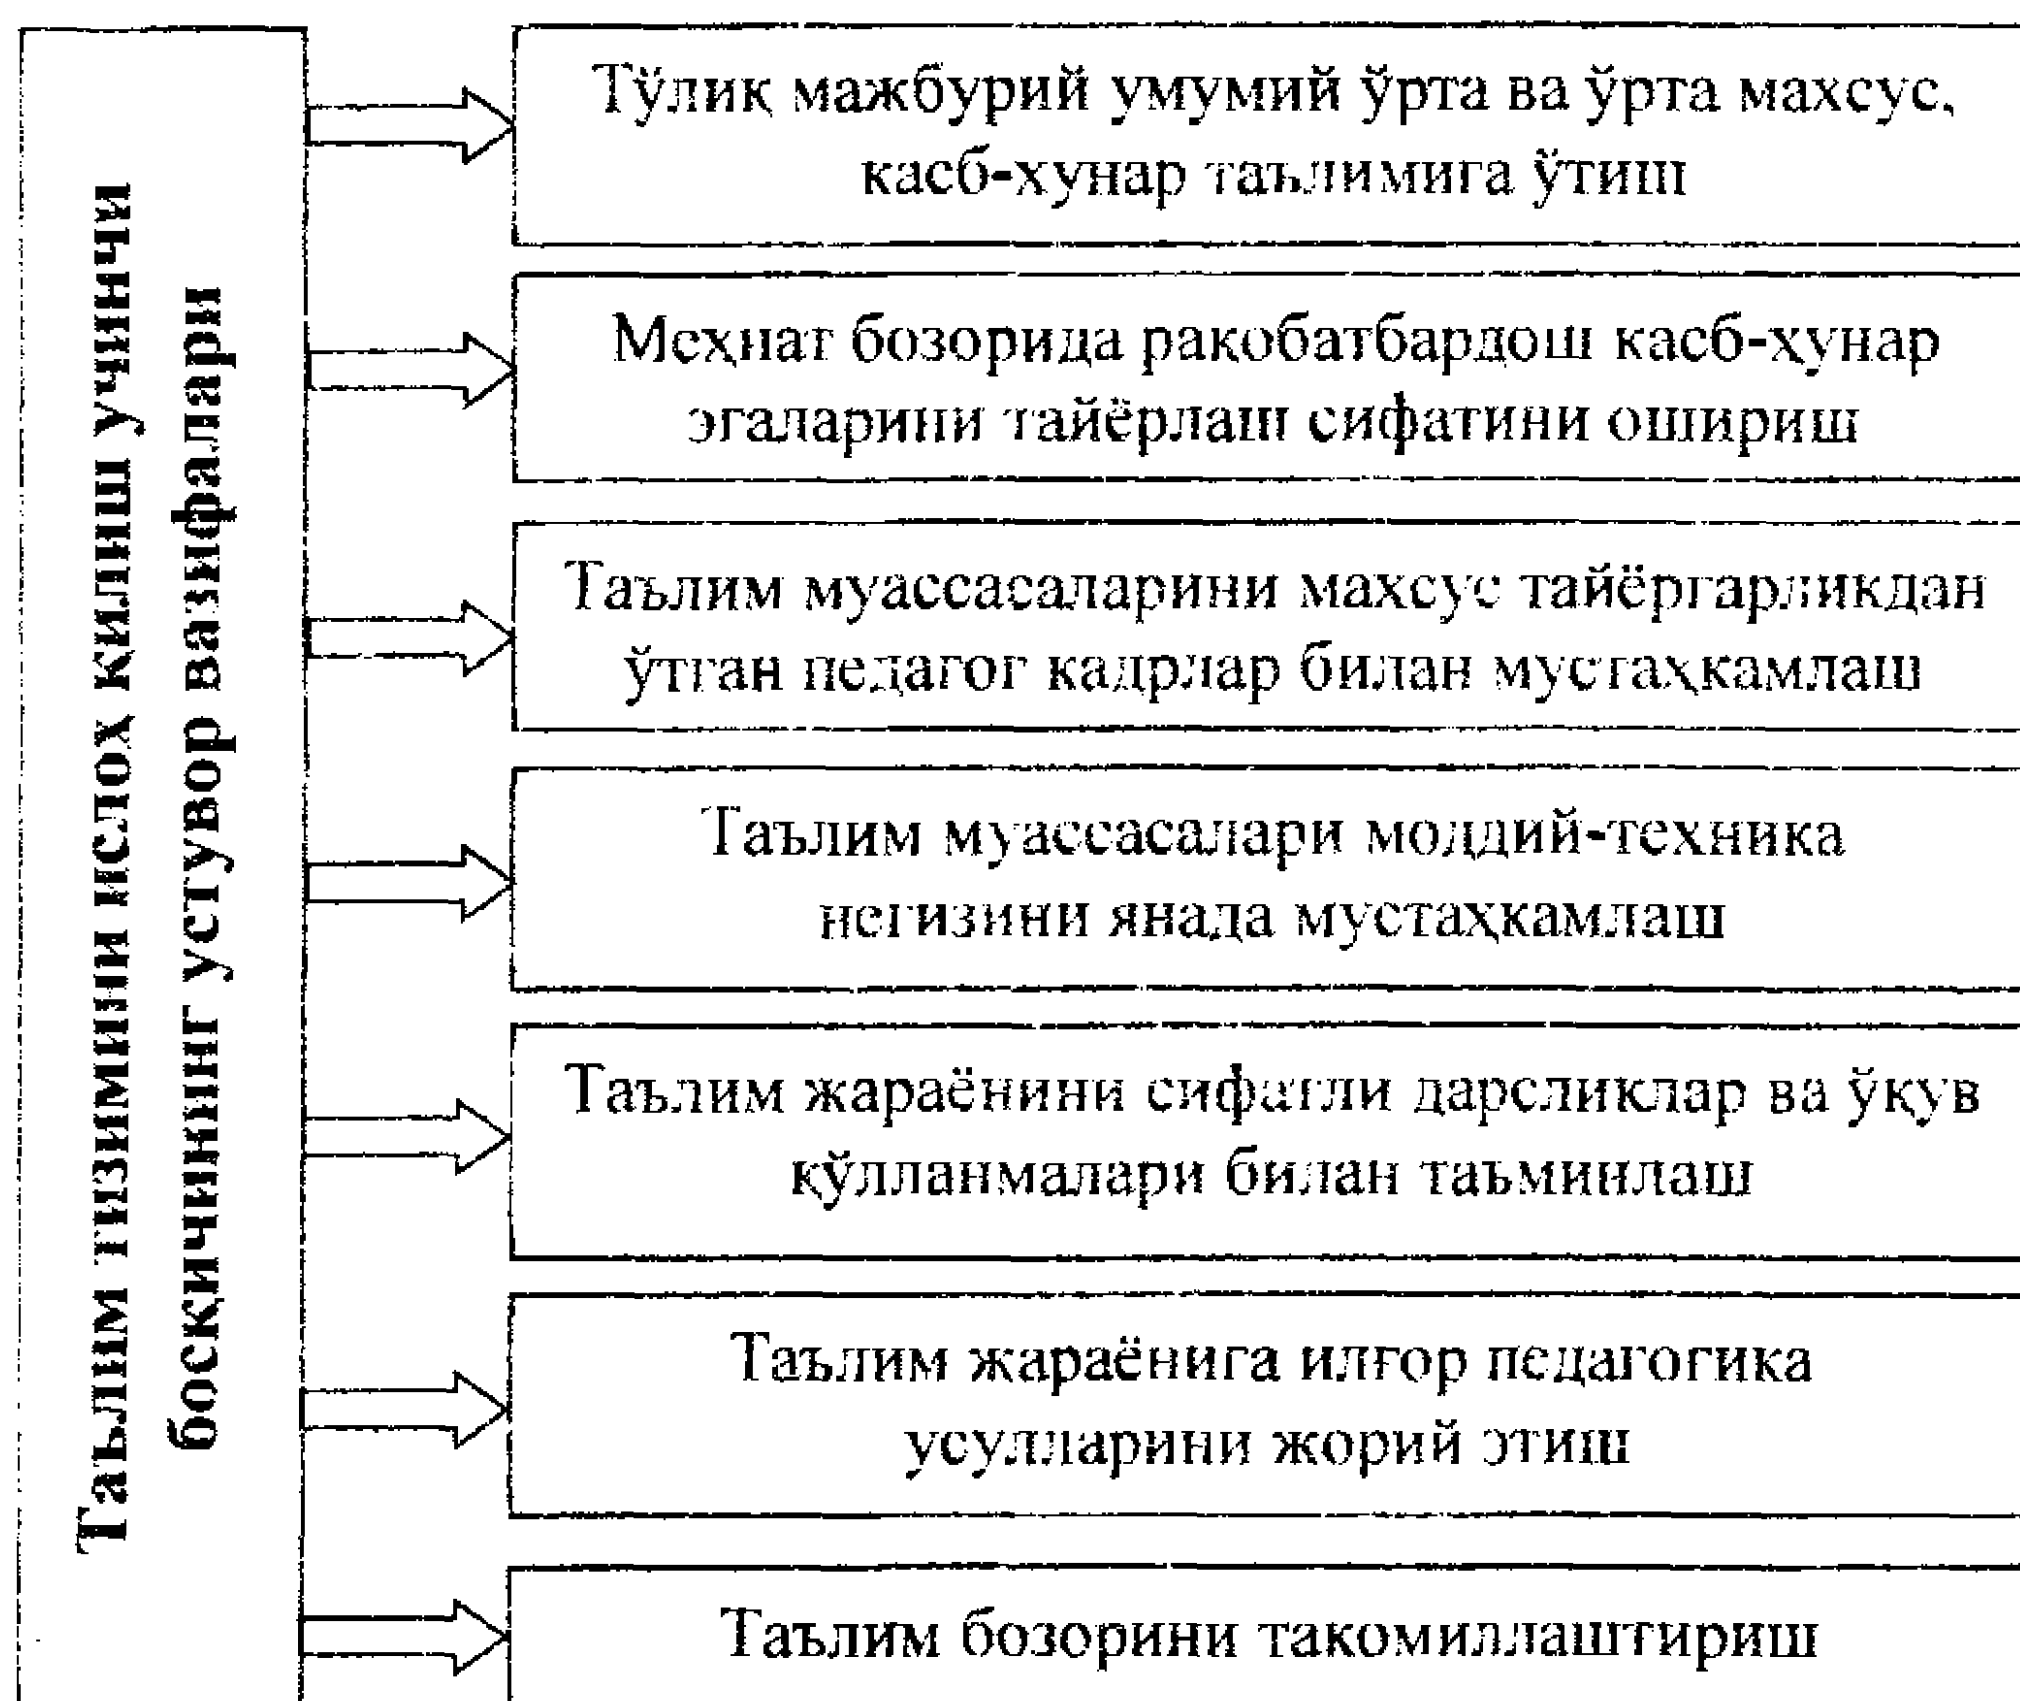 Таълим тизимини ислоҳ қилиш учинчи
босқичининг устувор вазифалари
Тўлиқ мажбурий умумий ўрта ва ўрта махсус,
касб-ҳунар таълимига ўтиш
Меҳнат бозорида рақобатбардош касб-ҳунар
эгаларини тайёрлаш сифатини ошириш
Таълим муассасаларини махсус тайёргарликдан
ўтган педагог кадрлар билан мустаҳкамлаш
Таълим муассасалари моддий-техника
негизини янада мустаҳкамлаш
Таълим жараёнини сифатли дарсликлар ва ўқув
қўлланмалари билан таъминлаш
Таълим жараёнига илғор педагогика
усулларини жорий этиш
Таълим бозорини такомиллаштириш